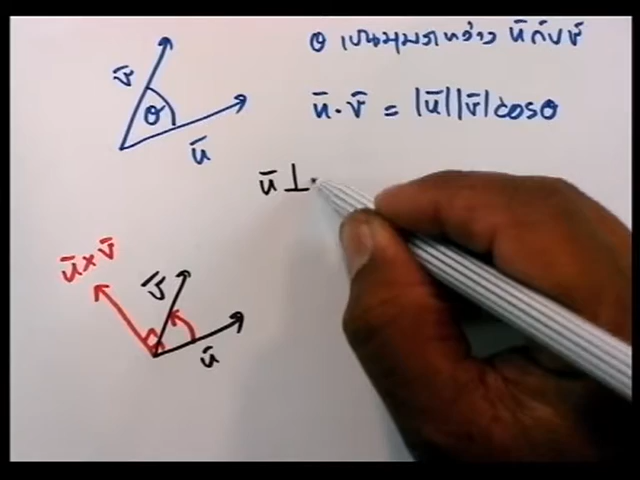 θ เป็นมุมระหว่าง ū กับ v̄
v̄
θ
ū
ū · v̄ = |ū||v̄| cosθ
ū ⊥
ū × v̄
v̄
ū